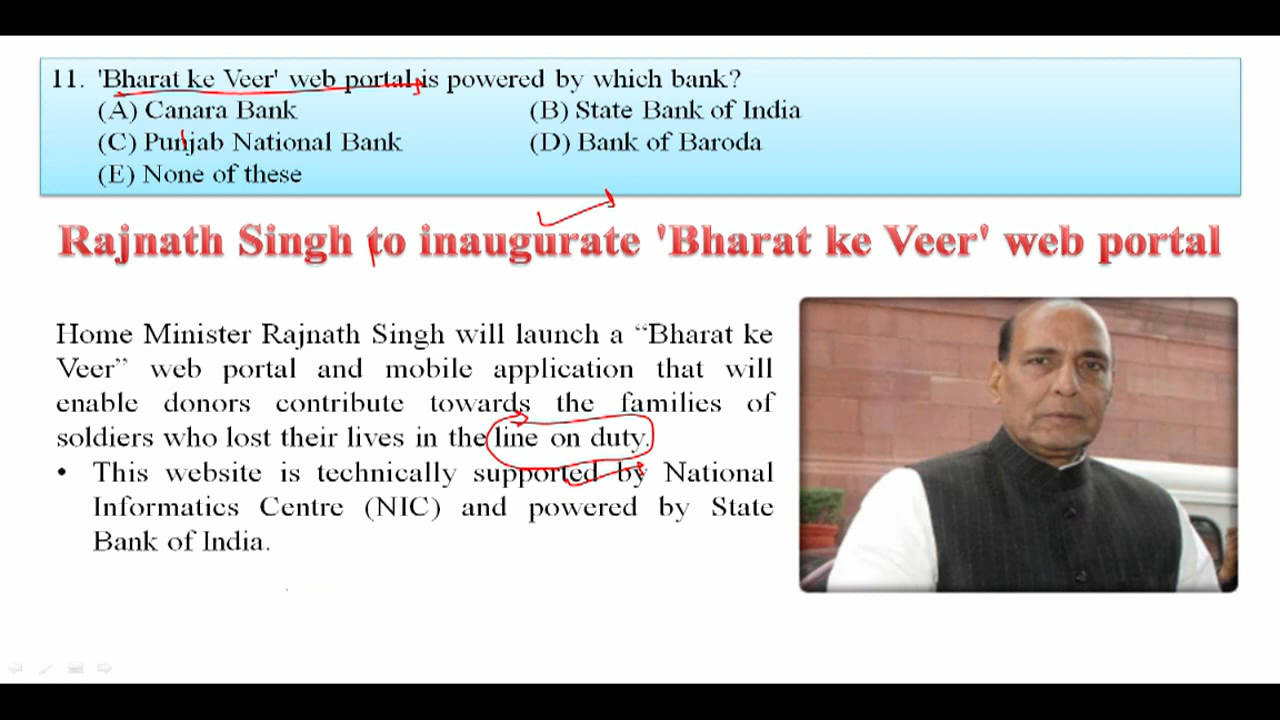 11. 'Bharat ke Veer' web portal is powered by which bank?
(A) Canara Bank (B) State Bank of India
(C) Punjab National Bank (D) Bank of Baroda
(E) None of these
Rajnath Singh to inaugurate 'Bharat ke Veer' web portal
Home Minister Rajnath Singh will launch a “Bharat ke
Veer” web portal and mobile application that will
enable donors contribute towards the families of
soldiers who lost their lives in the line on duty.
• This website is technically supported by National
Informatics Centre (NIC) and powered by State
Bank of India.